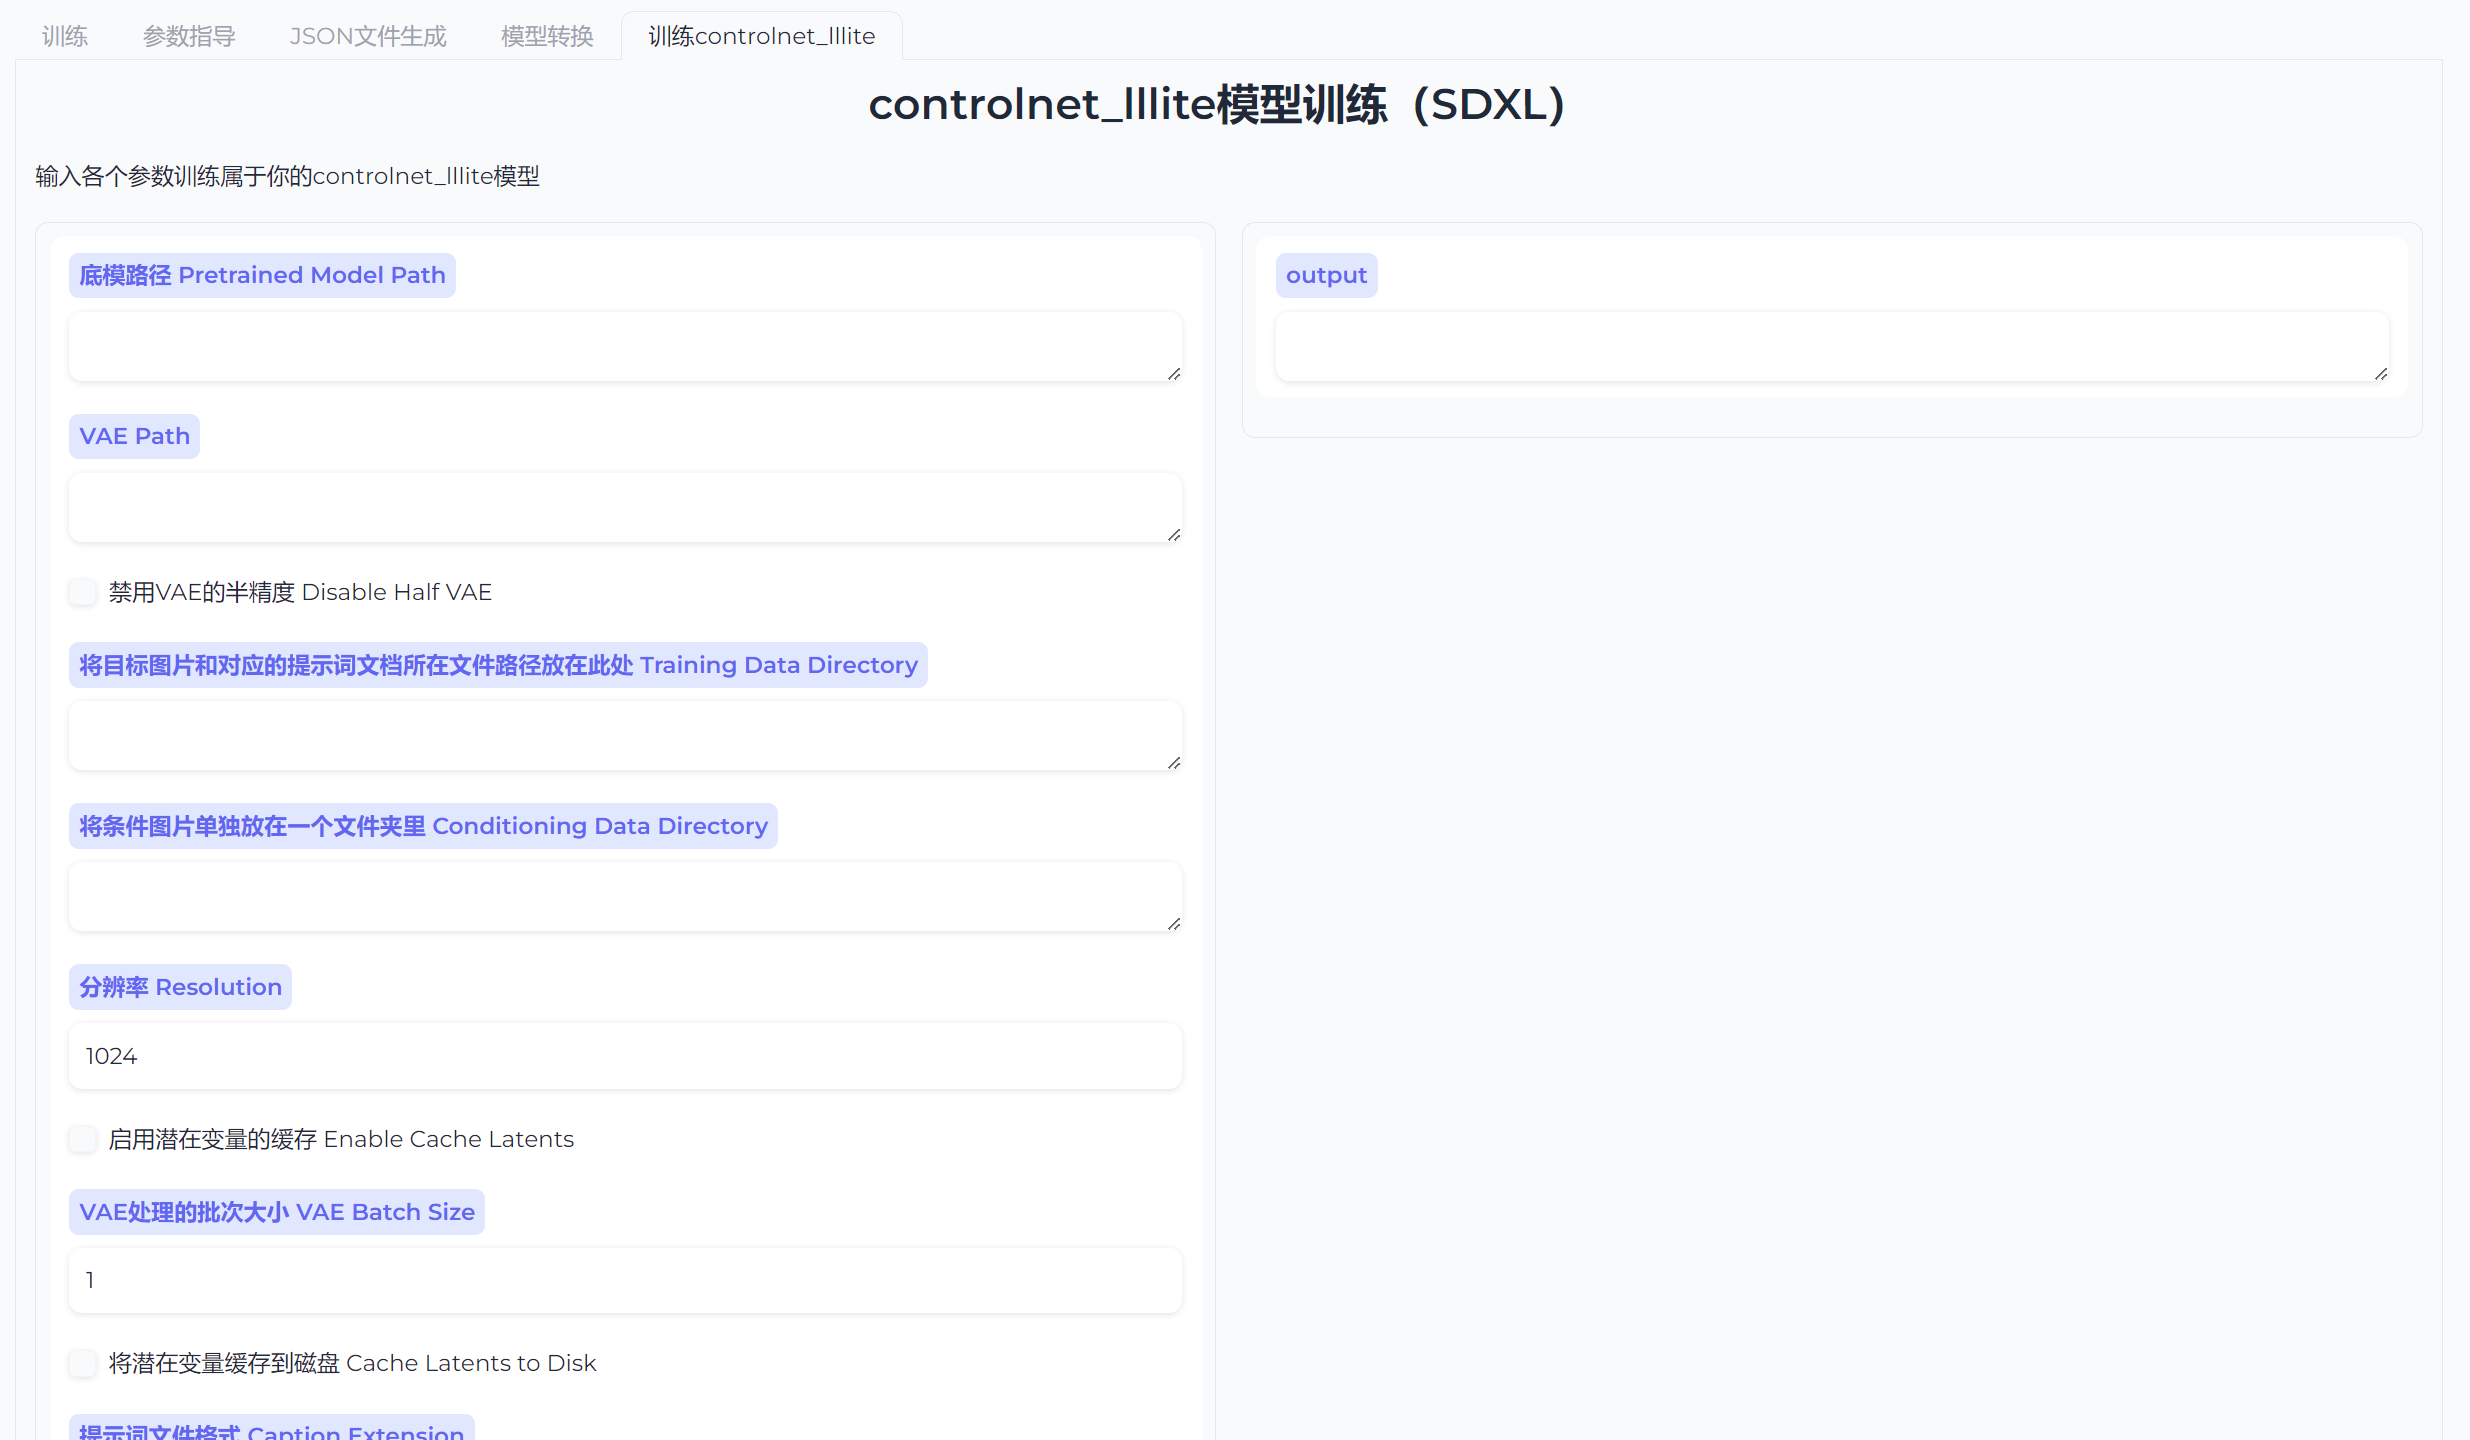 训练 参数指导 JSON文件生成 模型转换 训练controlnet_lllite
controlnet_lllite模型训练（SDXL）
输入各个参数训练属于你的controlnet_lllite模型
底模路径 Pretrained Model Path
VAE Path
禁用VAE的半精度 Disable Half VAE
将目标图片和对应的提示词文档所在文件路径放在此处 Training Data Directory
将条件图片单独放在一个文件夹里 Conditioning Data Directory
分辨率 Resolution
1024
启用潜在变量的缓存 Enable Cache Latents
VAE处理的批次大小 VAE Batch Size
1
将潜在变量缓存到磁盘 Cache Latents to Disk
提示词文件格式 Caption Extension
output